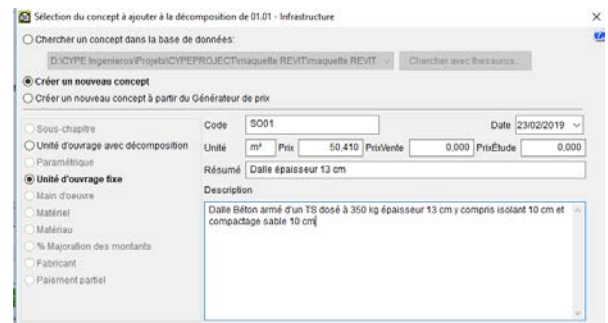 Sélection du concept à ajouter à la décomposition de 01.01 - Infrastructure
Chercher un concept dans la base de données:
D:\CYPE Ingenieros\Projets\CYPEPROJECT\maquette REVIT\maquette REVIT
Chercher avec thesaurus...
Créer un nouveau concept
Créer un nouveau concept à partir du Générateur de prix
Sous-chapitre
Unité d'ouvrage avec décomposition
Paramétrique
Unité d'ouvrage fixe
Main d'oeuvre
Matériel
Matériau
% Majoration des montants
Fabricant
Paiement partiel
Code SO01 Date 23/02/2019
Unité m² Prix 50,410 PrixVente 0,000 PrixÉtude 0,000
Résumé Dalle épaisseur 13 cm
Description
Dalle Béton armé d'un TS dosé à 350 kg épaisseur 13 cm y compris isolant 10 cm et
compactage sable 10 cm